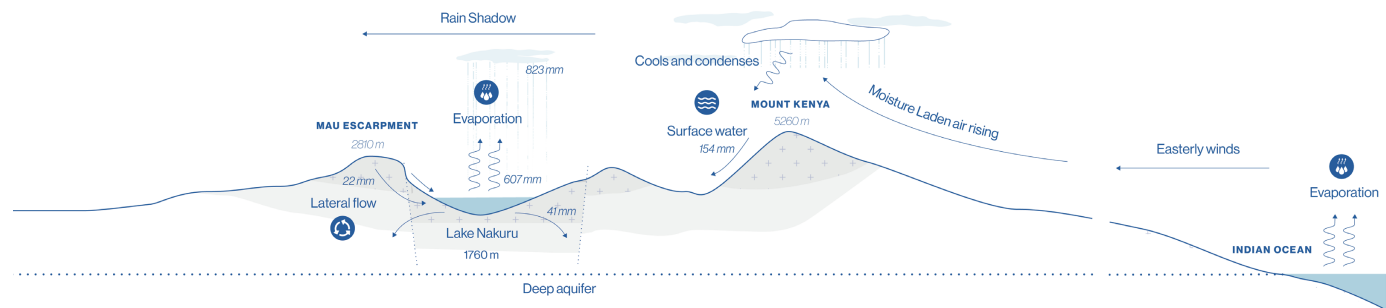 Rain Shadow
823 mm
Evaporation
MAU ESCARPMENT
2810 m
607 mm
22 mm
Lateral flow
41 mm
Lake Nakuru
1760 m
Deep aquifer
Cools and condenses
MOUNT KENYA
5260 m
Surface water
154 mm
Moisture Laden air rising
Easterly winds
Evaporation
INDIAN OCEAN